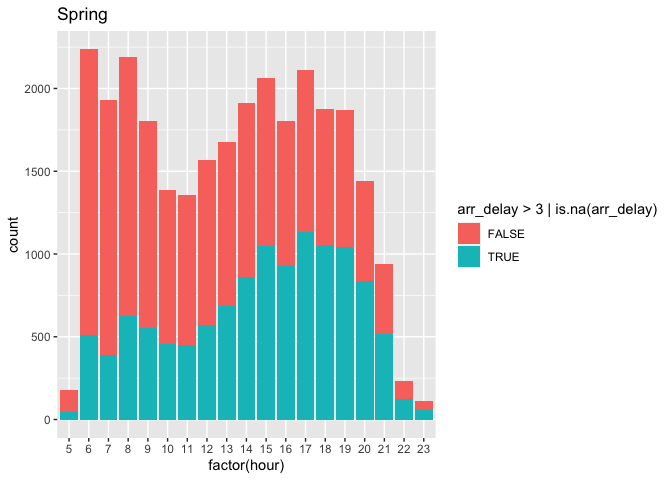 Spring
2000
1500
1000
500
0
count
5 6 7 8 9 10 11 12 13 14 15 16 17 18 19 20 21 22 23
factor(hour)
arr_delay > 3 | is.na(arr_delay)
FALSE
TRUE